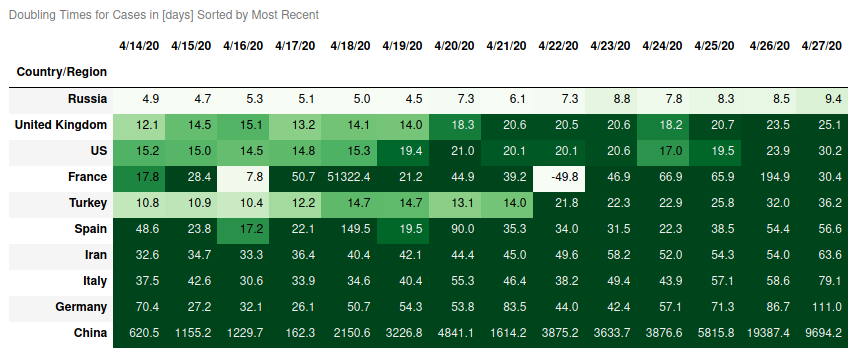 Doubling Times for Cases in [days] Sorted by Most Recent
4/14/20 4/15/20 4/16/20 4/17/20 4/18/20 4/19/20 4/20/20 4/21/20 4/22/20 4/23/20 4/24/20 4/25/20 4/26/20 4/27/20
Country/Region
Russia 4.9 4.7 5.3 5.1 5.0 4.5 7.3 6.1 7.3 8.8 7.8 8.3 8.5 9.4
United Kingdom 12.1 14.5 15.1 13.2 14.1 14.0 18.3 20.6 20.5 20.6 18.2 20.7 23.5 25.1
US 15.2 15.0 14.5 14.8 15.3 19.4 21.0 20.1 20.1 20.6 17.0 19.5 23.9 30.2
France 17.8 28.4 7.8 50.7 51322.4 21.2 44.9 39.2 -49.8 46.9 66.9 65.9 194.9 30.4
Turkey 10.8 10.9 10.4 12.2 14.7 14.7 13.1 14.0 21.8 22.3 22.9 25.8 32.0 36.2
Spain 48.6 23.8 17.2 22.1 149.5 19.5 90.0 35.3 34.0 31.5 22.3 38.5 54.4 56.6
Iran 32.6 34.7 33.3 36.4 40.4 42.1 44.4 45.0 49.6 58.2 52.0 54.3 54.0 63.6
Italy 37.5 42.6 30.6 33.9 34.6 40.4 55.3 46.4 38.2 49.4 43.9 57.1 58.6 79.1
Germany 70.4 27.2 32.1 26.1 50.7 54.3 53.8 83.5 44.0 42.4 57.1 71.3 86.7 111.0
China 620.5 1155.2 1229.7 162.3 2150.6 3226.8 4841.1 1614.2 3875.2 3633.7 3876.6 5815.8 19387.4 9694.2